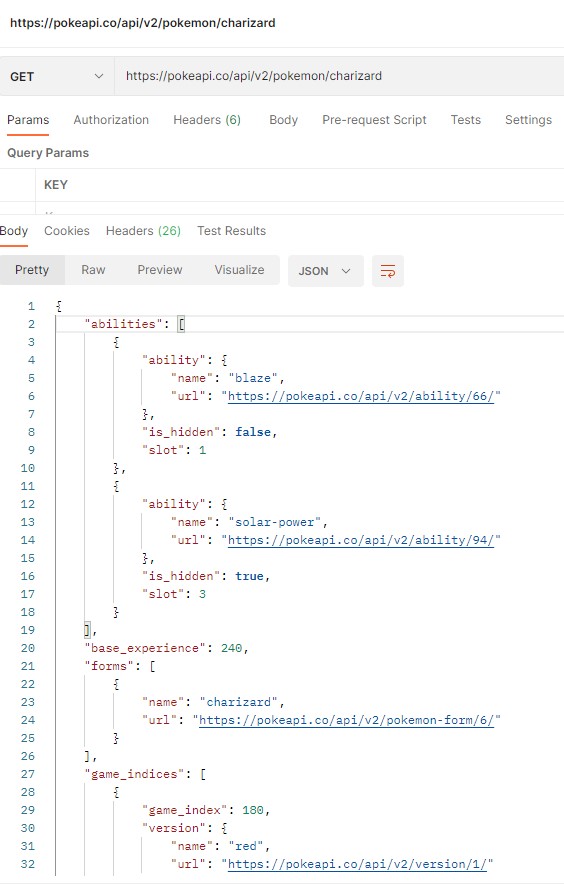 https://pokeapi.co/api/v2/pokemon/charizard
GET https://pokeapi.co/api/v2/pokemon/charizard
Params Authorization Headers (6) Body Pre-request Script Tests Settings
Query Params
KEY
Body Cookies Headers (26) Test Results
Pretty Raw Preview Visualize JSON
1 {
2 "abilities": [
3 {
4 "ability": {
5 "name": "blaze",
6 "url": "https://pokeapi.co/api/v2/ability/66/"
7 },
8 "is_hidden": false,
9 "slot": 1
10 },
11 {
12 "ability": {
13 "name": "solar-power",
14 "url": "https://pokeapi.co/api/v2/ability/94/"
15 },
16 "is_hidden": true,
17 "slot": 3
18 }
19 ],
20 "base_experience": 240,
21 "forms": [
22 {
23 "name": "charizard",
24 "url": "https://pokeapi.co/api/v2/pokemon-form/6/"
25 }
26 ],
27 "game_indices": [
28 {
29 "game_index": 180,
30 "version": {
31 "name": "red",
32 "url": "https://pokeapi.co/api/v2/version/1/"